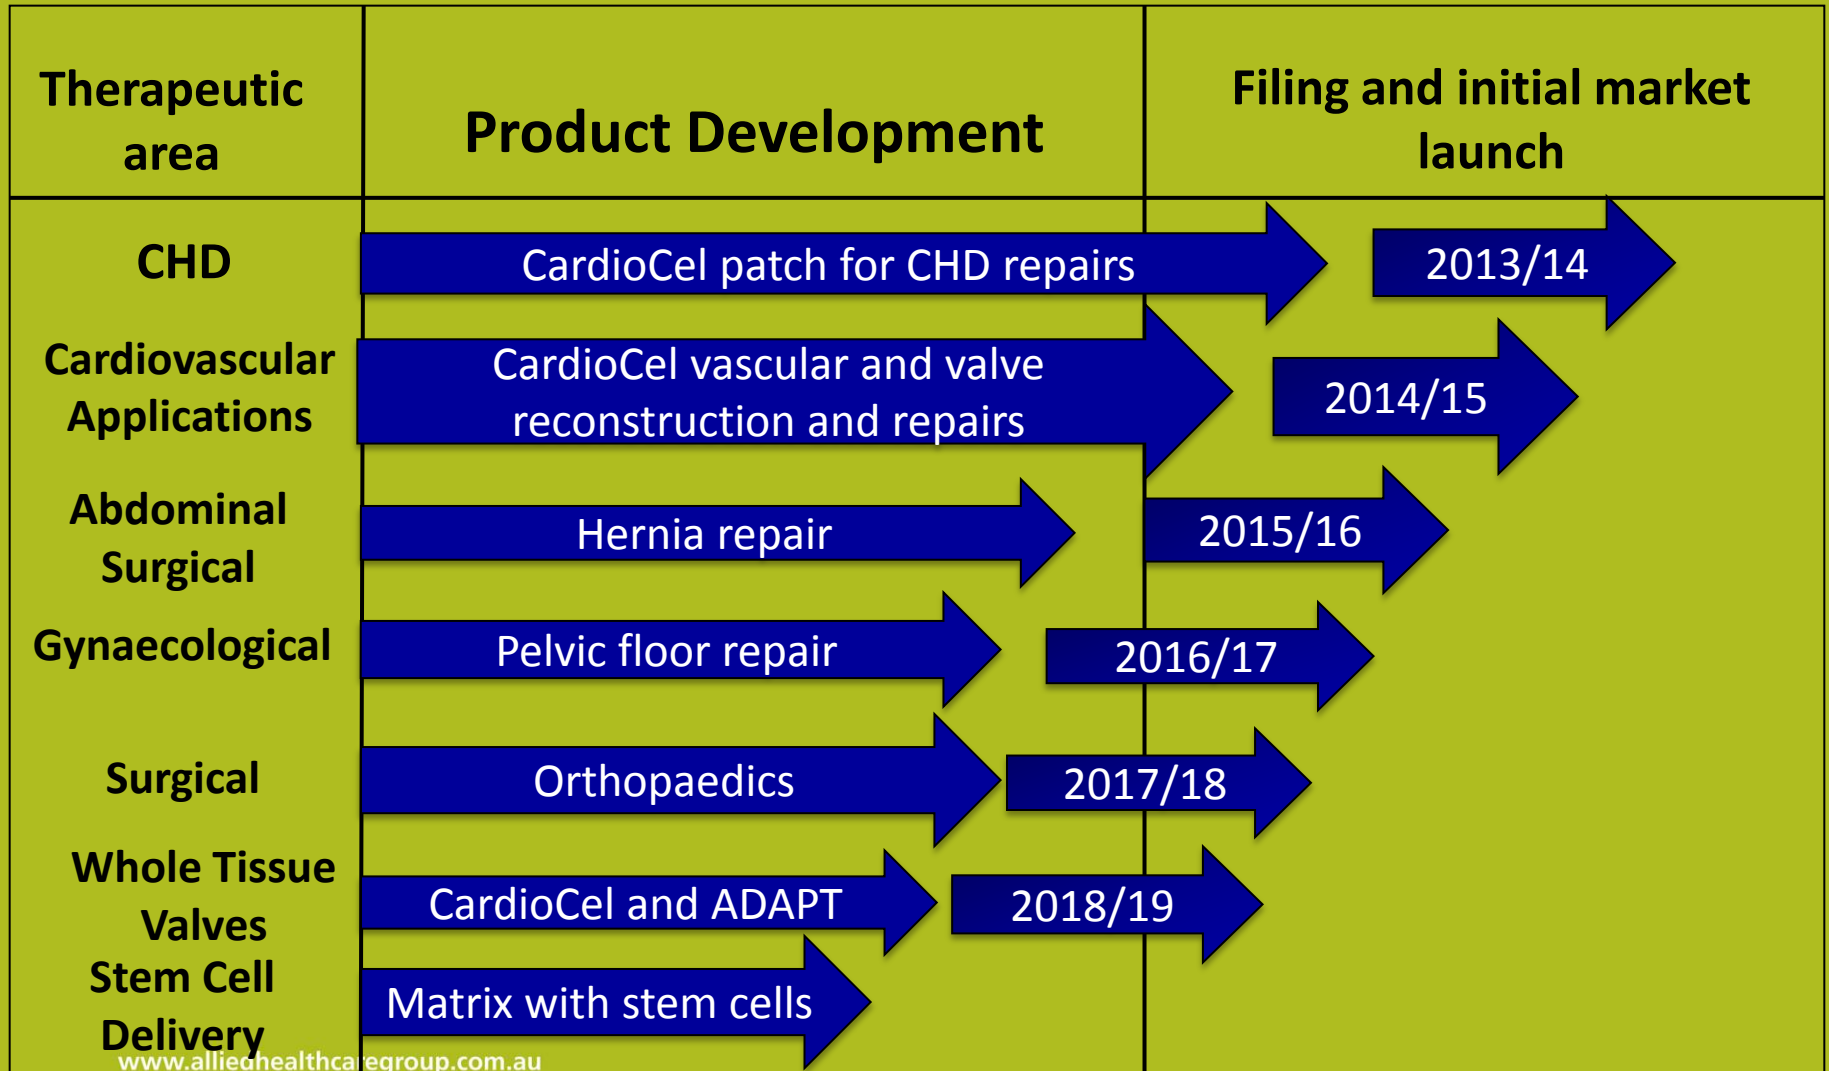 Therapeutic
area
Product Development
Filing and initial market
launch
CHD
CardioCel patch for CHD repairs
2013/14
Cardiovascular
Applications
CardioCel vascular and valve
reconstruction and repairs
2014/15
Abdominal
Surgical
Hernia repair
2015/16
Gynaecological
Pelvic floor repair
2016/17
Surgical
Orthopaedics
2017/18
Whole Tissue
Valves
CardioCel and ADAPT
2018/19
Stem Cell
Delivery
Matrix with stem cells
www.alliedhealthcaregroup.com.au